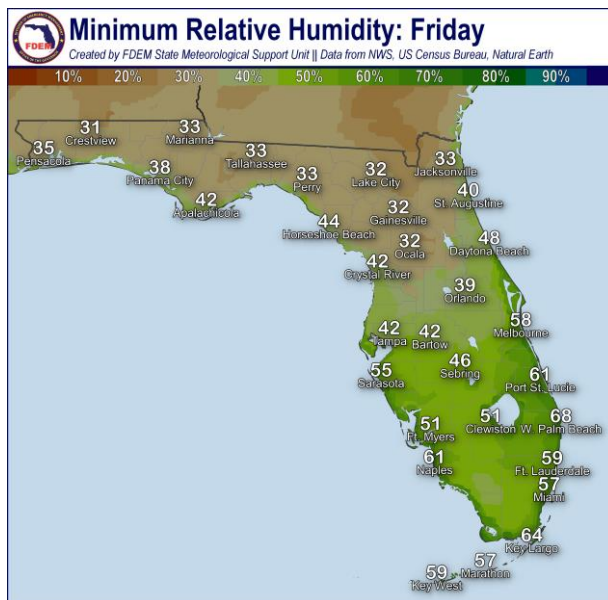 Minimum Relative Humidity: Friday
Created by FDEM State Meteorological Support Unit || Data from NWS, US Census Bureau, Natural Earth
FDEM
10% 20% 30% 40% 50% 60% 70% 80% 90%
31
Crestview
33
Marianna
35
Pensacola
33
Tallahassee
38
Panama City
33
Perry
32
Lake City
33
Jacksonville
42
Apalachicola
40
St. Augustine
32
Gainesville
44
Horseshoe Beach
32
Ocala
48
Daytona Beach
42
Crystal River
39
Orlando
58
Melbourne
42
Tampa
42
Bartow
46
Sebring
55
Sarasota
61
Port St. Lucie
51
Ft. Myers
51
Clewiston
68
W. Palm Beach
61
Naples
59
Ft. Lauderdale
57
Miami
64
Key Largo
57
Marathon
59
Key West